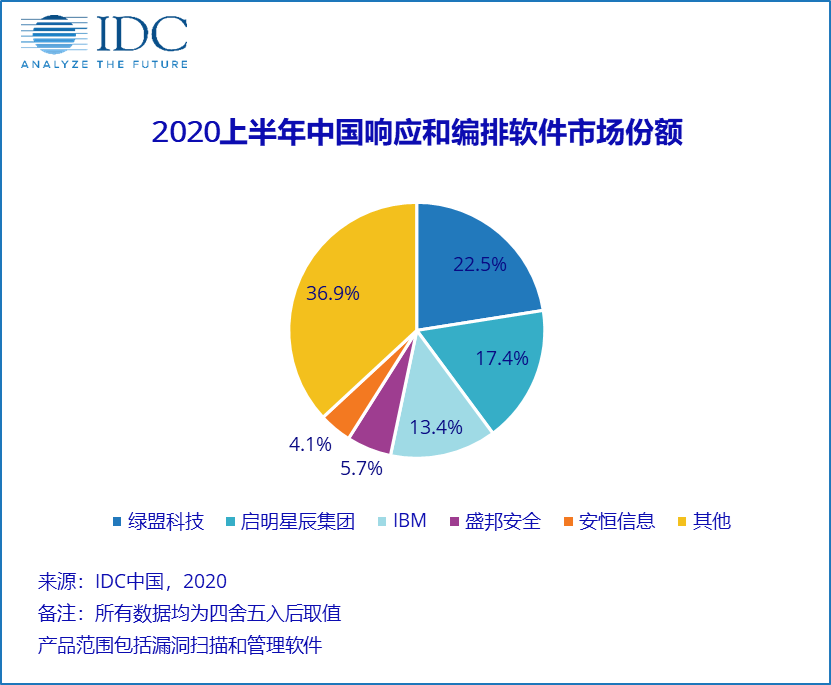 IDC
ANALYZE THE FUTURE
2020上半年中国响应和编排软件市场份额
22.5%
36.9%
17.4%
13.4%
4.1%
5.7%
绿盟科技 启明星辰集团 IBM 盛邦安全 安恒信息 其他
来源：IDC中国，2020
备注：所有数据均为四舍五入后取值
产品范围包括漏洞扫描和管理软件